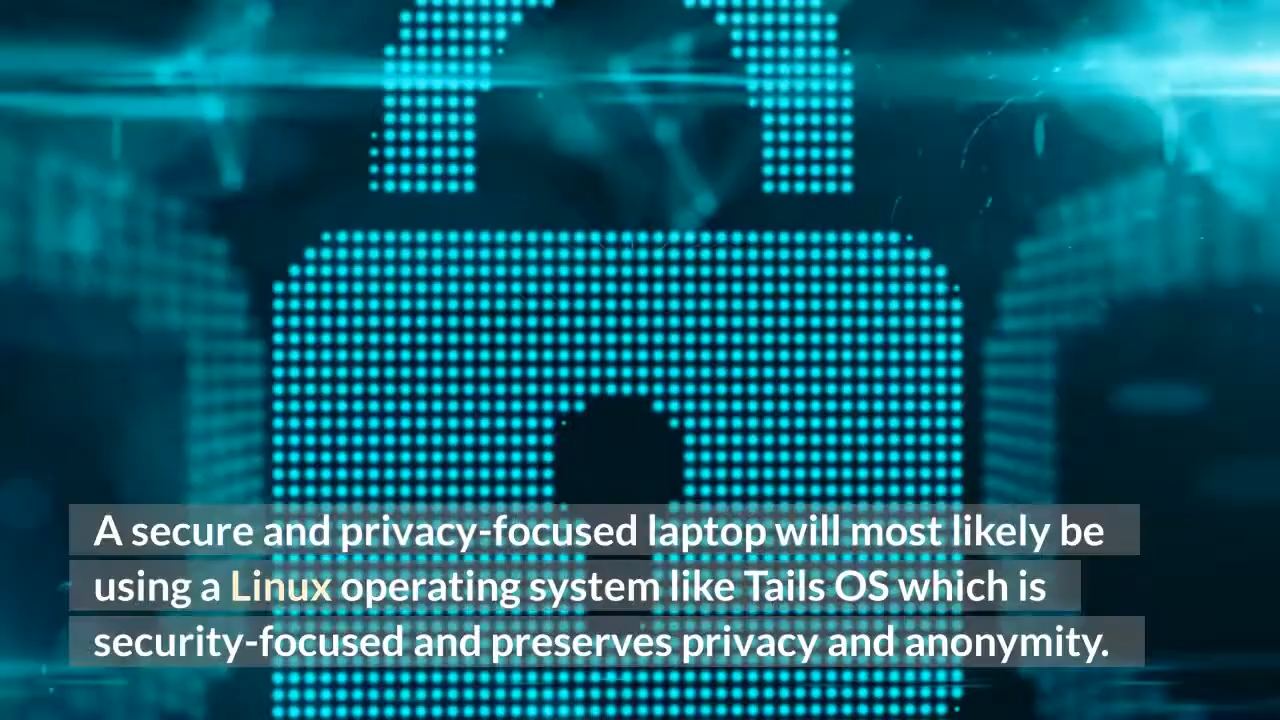 A secure and privacy-focused laptop will most likely be
using a Linux operating system like Tails OS which is
security-focused and preserves privacy and anonymity.